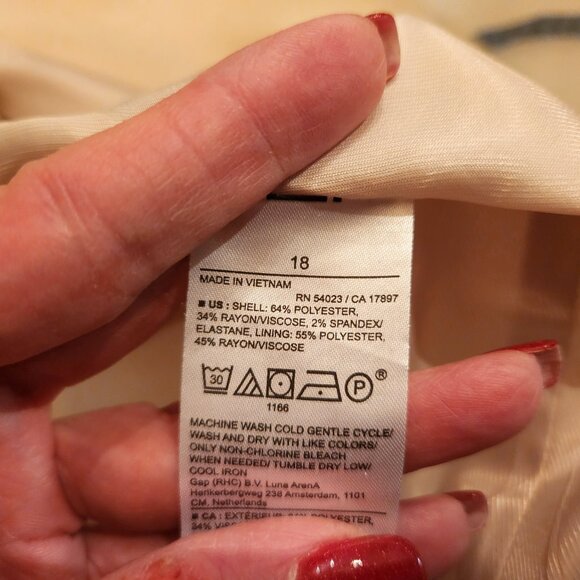 18
MADE IN VIETNAM
RN 54023 / CA 17897
■ US : SHELL: 64% POLYESTER,
34% RAYON/VISCOSE, 2% SPANDEX/
ELASTANE, LINING: 55% POLYESTER,
45% RAYON/VISCOSE
30 P ®
1166
MACHINE WASH COLD GENTLE CYCLE/
WASH AND DRY WITH LIKE COLORS/
ONLY NON-CHLORINE BLEACH
WHEN NEEDED/ TUMBLE DRY LOW/
COOL IRON
Gap (RHC) B.V. Luna ArenA
Herikerbergweg 238 Amsterdam, 1101
CM, Netherlands
■ CA : EXTÉRIEUR: 64% POLYESTER,
34%